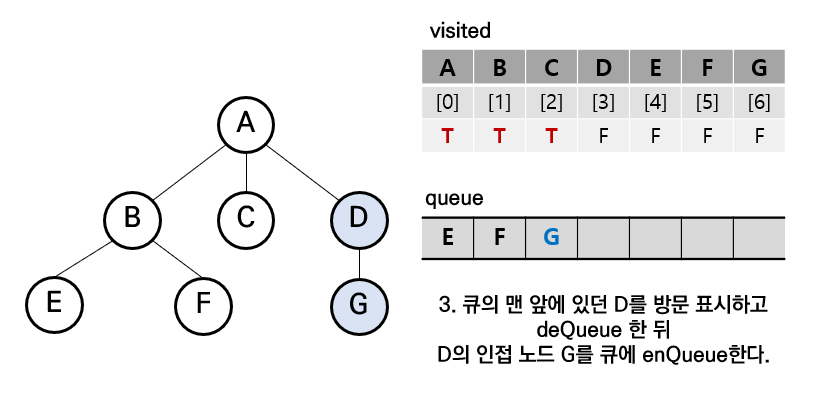 visited
A B C D E F G
[0] [1] [2] [3] [4] [5] [6]
T T T F F F F
A
B C D
E F G
queue
E F G
3. 큐의 맨 앞에 있던 D를 방문 표시하고
deQueue 한 뒤
D의 인접 노드 G를 큐에 enQueue한다.